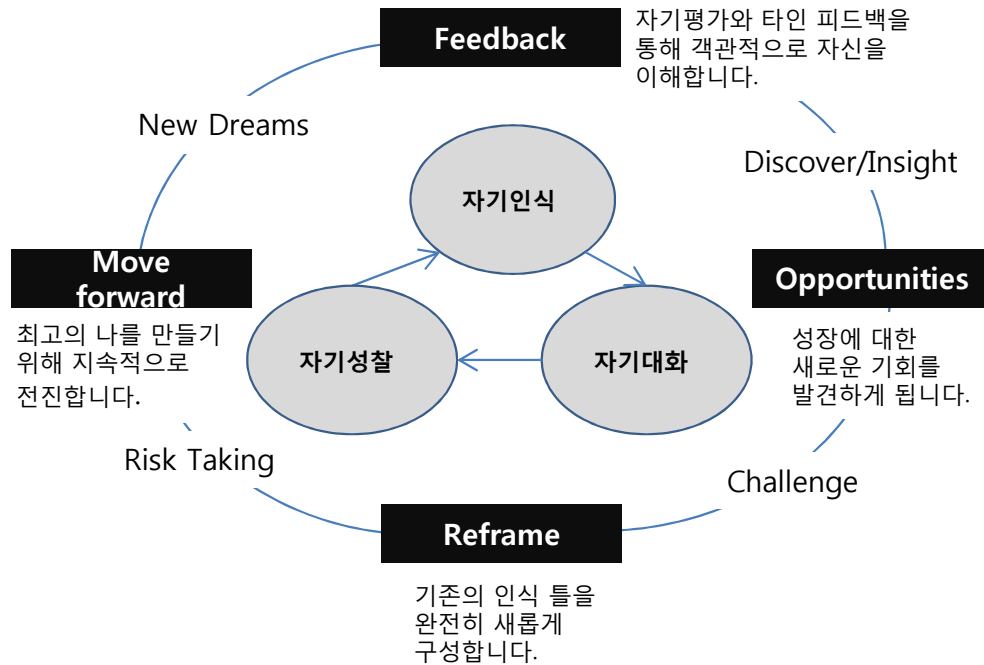 Feedback
자기평가와 타인 피드백을
통해 객관적으로 자신을
이해합니다.
New Dreams
Discover/Insight
자기인식
Move
forward
Opportunities
최고의 나를 만들기
위해 지속적으로
전진합니다.
자기성찰
자기대화
성장에 대한
새로운 기회를
발견하게 됩니다.
Risk Taking
Challenge
Reframe
기존의 인식 틀을
완전히 새롭게
구성합니다.